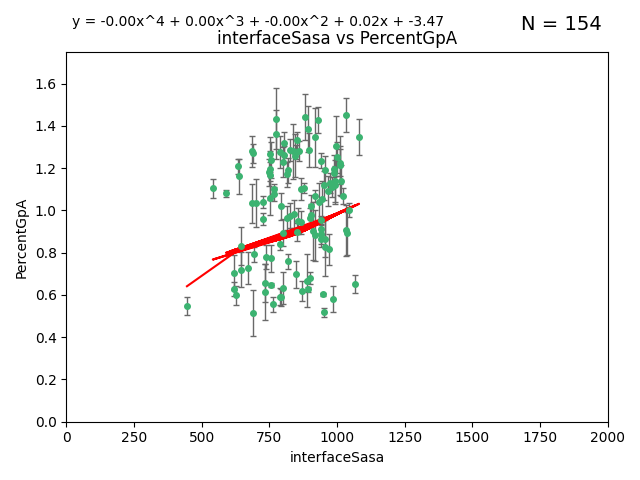 y = -0.00x^4 + 0.00x^3 + -0.00x^2 + 0.02x + -3.47
N = 154
interfaceSasa vs PercentGpA
1.6
1.4
1.2
1.0
0.8
0.6
0.4
0.2
0.0
PercentGpA
0 250 500 750 1000 1250 1500 1750 2000
interfaceSasa